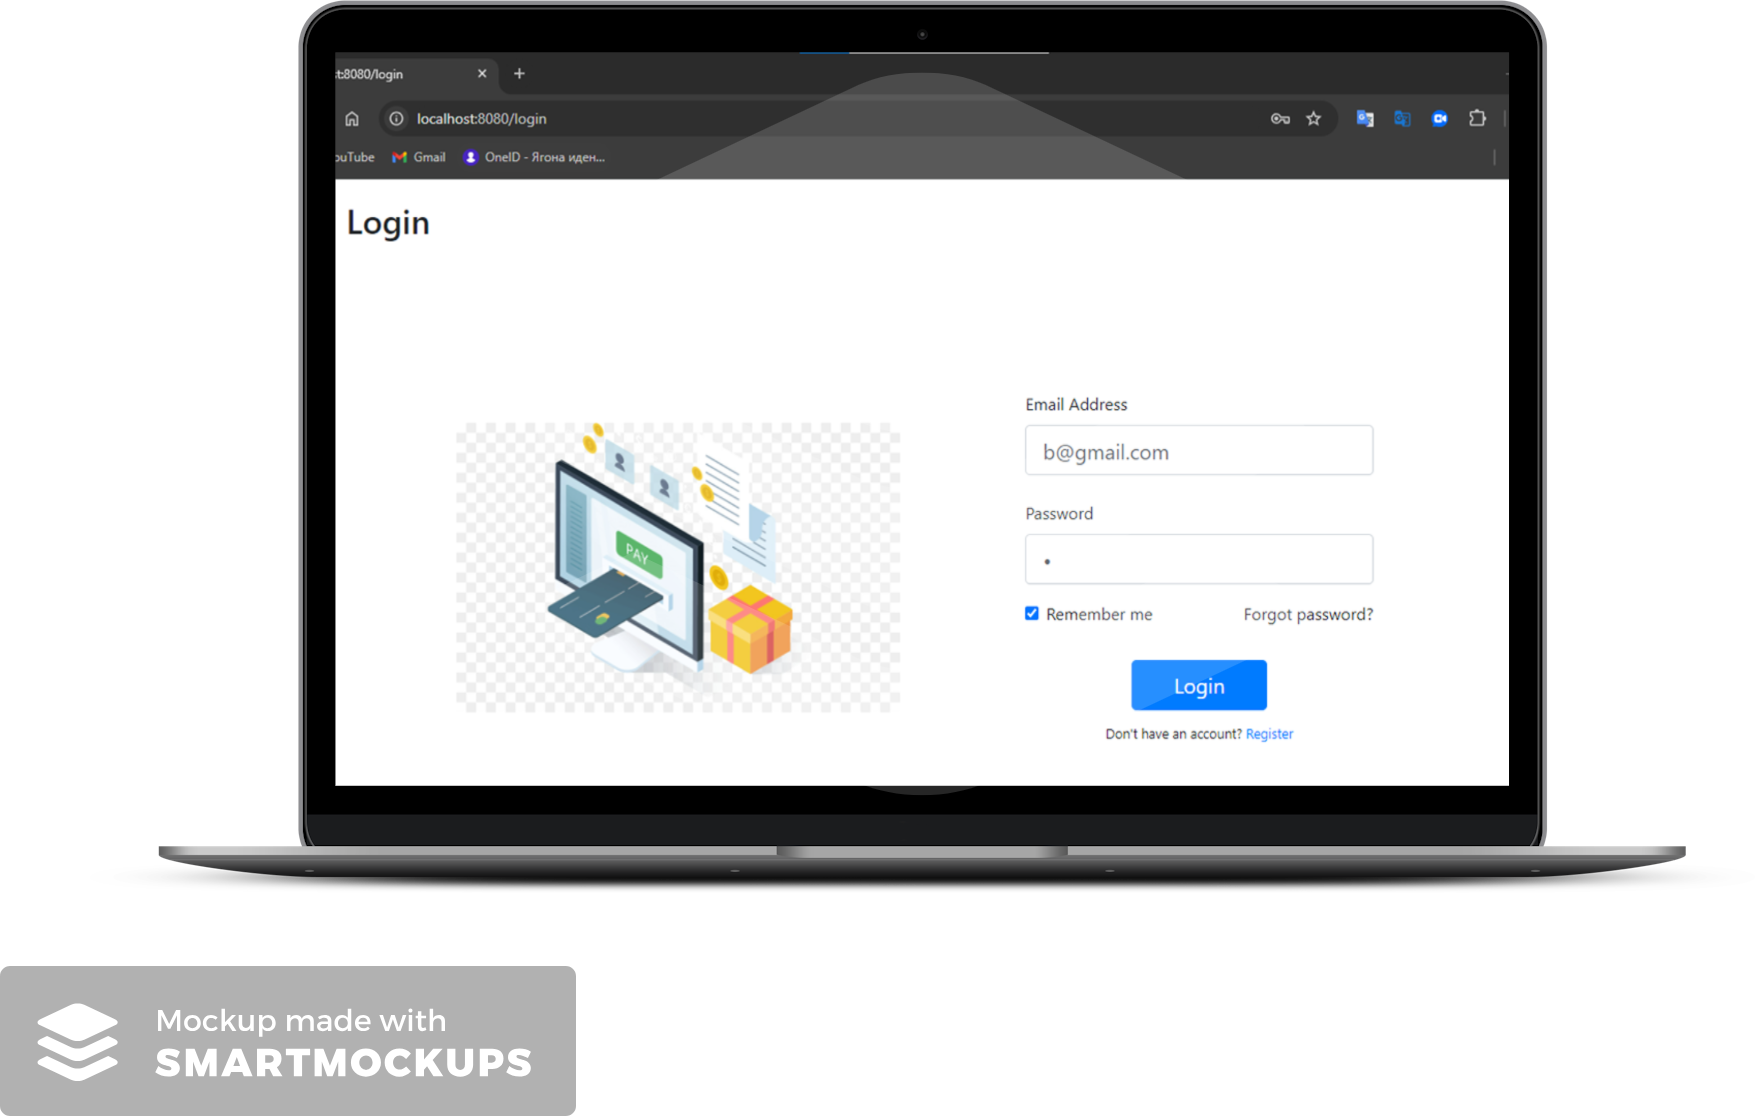 t:8080/login
localhost:8080/login
ouTube Gmail OneID - Ягона иден...
Login
Email Address
b@gmail.com
Password
Remember me Forgot password?
Login
Don't have an account? Register
PAY
Mockup made with
SMARTMOCKUPS